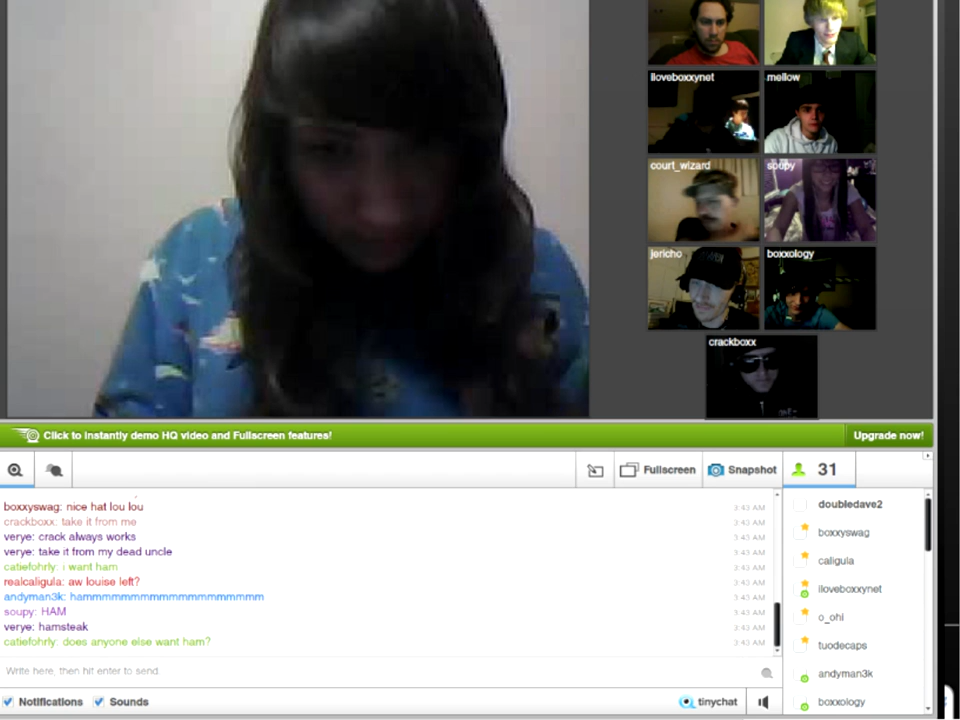 iloveboxxynet
mellow
court_wizard
soupy
jericho
boxxology
crackboxx
Click to instantly demo HQ video and Fullscreen features!
Upgrade now!
Fullscreen
Snapshot
31
boxxyswag: nice hat lou lou
crackboxx: take it from me 3:43 AM
verye: crack always works 3:43 AM
verye: take it from my dead uncle 3:43 AM
catiefohrly: i want ham 3:43 AM
realcaligula: aw louise left? 3:43 AM
andyman3k: hammmmmmmmmmmmmmmmmmm 3:43 AM
soupy: HAM 3:43 AM
verye: hamsteak 3:43 AM
catiefohrly: does anyone else want ham? 3:43 AM
Write here, then hit enter to send
Notifications
Sounds
tinychat
doubledave2
boxxyswag
caligula
iloveboxxynet
o_ohi
tuodecaps
andyman3k
boxxology